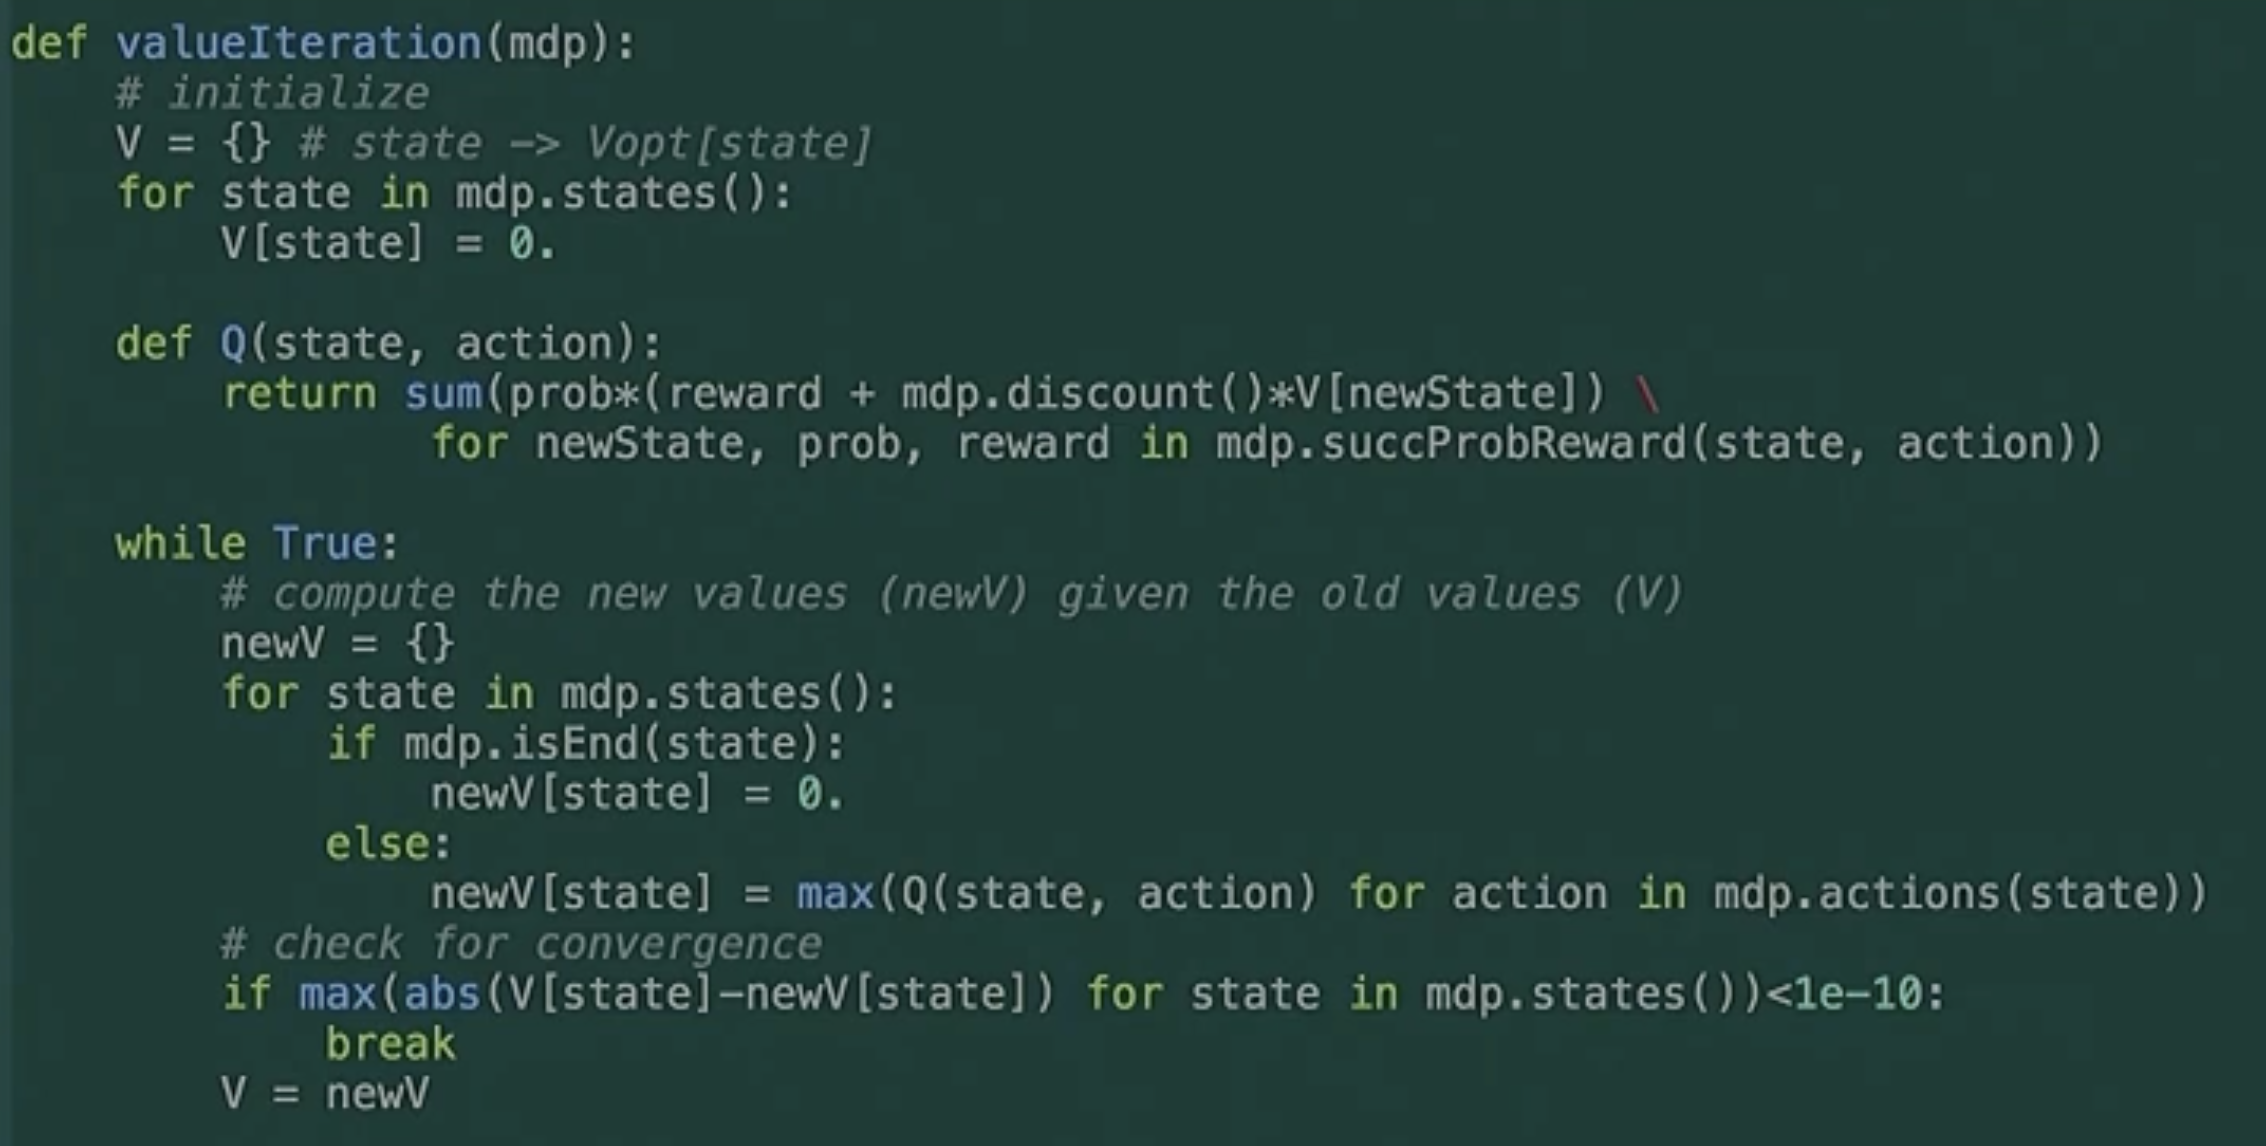 def valueIteration(mdp):
    # initialize
    V = {} # state -> Vopt[state]
    for state in mdp.states():
        V[state] = 0.

    def Q(state, action):
        return sum(prob*(reward + mdp.discount()*V[newState]) \
                for newState, prob, reward in mdp.succProbReward(state, action))

    while True:
        # compute the new values (newV) given the old values (V)
        newV = {}
        for state in mdp.states():
            if mdp.isEnd(state):
                newV[state] = 0.
            else:
                newV[state] = max(Q(state, action) for action in mdp.actions(state))
        # check for convergence
        if max(abs(V[state]-newV[state]) for state in mdp.states())<1e-10:
            break
        V = newV